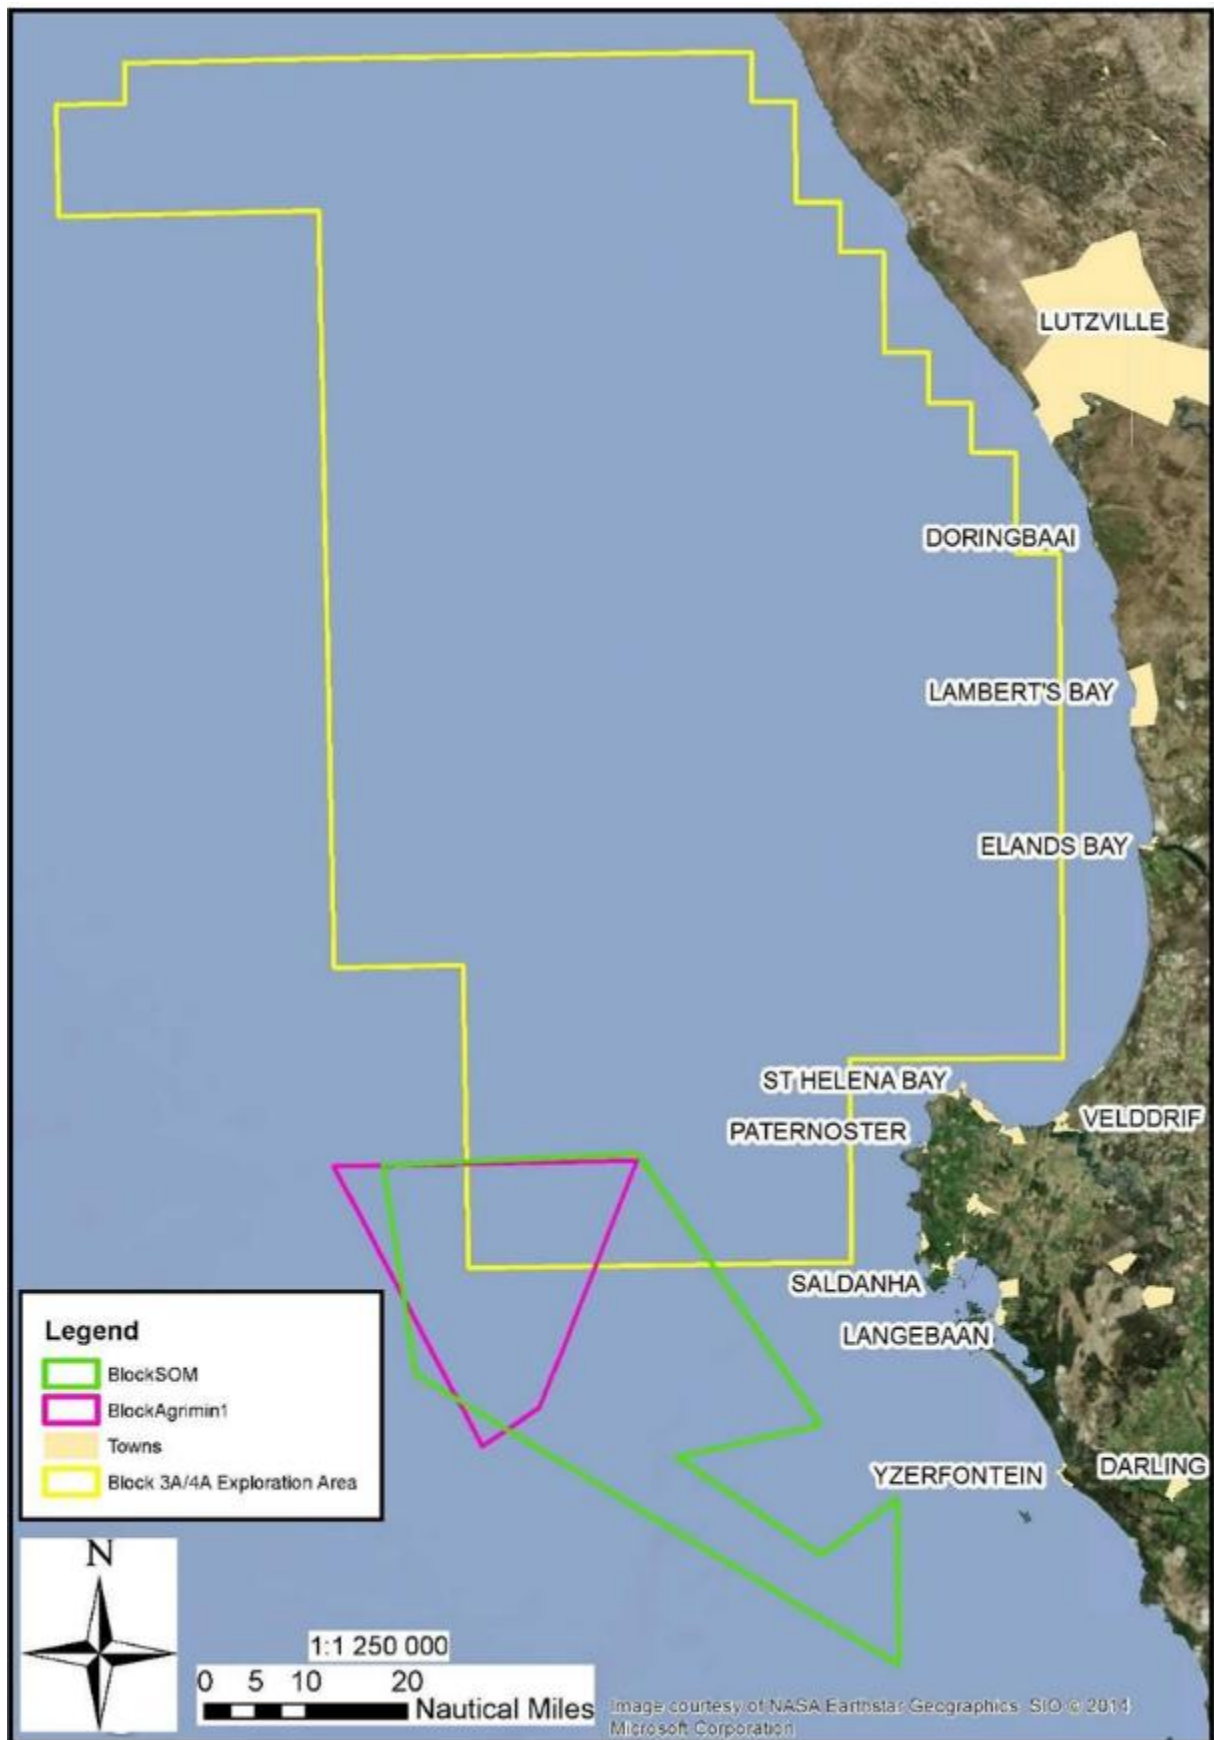 LUTZVILLE
DORINGBAAI
LAMBERT'S BAY
ELANDS BAY
ST HELENA BAY
PATERNOSTER
VELDDRIF
SALDANHA
LANGEBAAN
YZERFONTEIN
DARLING
Legend
BlockSOM
BlockAgrimin1
Towns
Block 3A/4A Exploration Area
N
1:1 250 000
0 5 10 20
Nautical Miles
Image courtesy of NASA Earthstar Geographics SIO © 2014
Microsoft Corporation